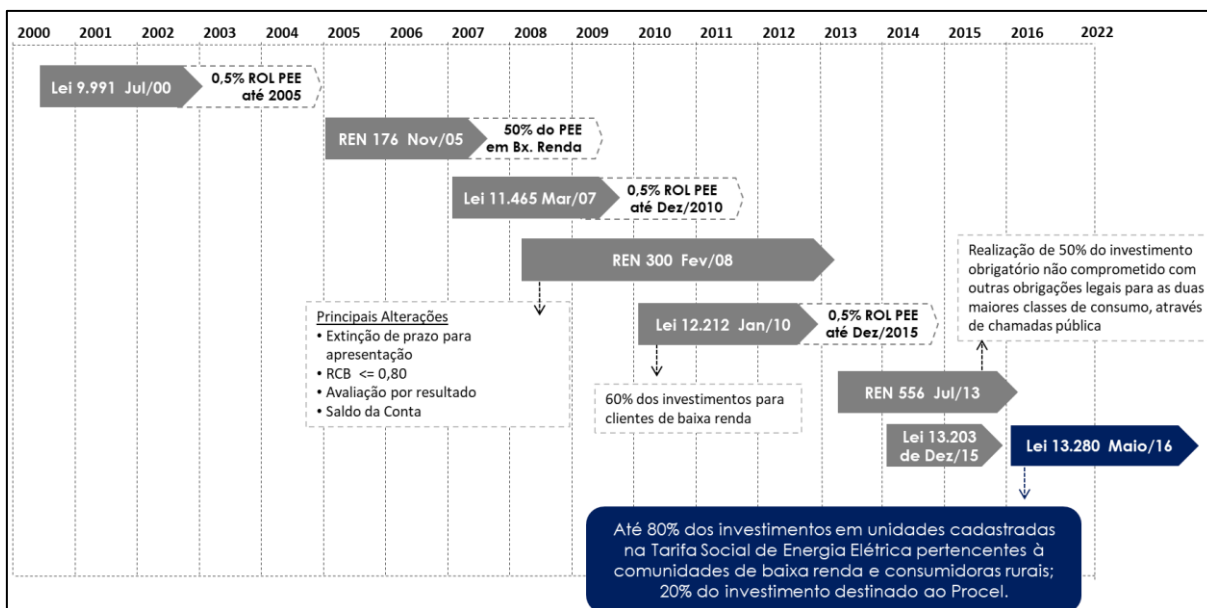 2000 2001 2002 2003 2004 2005 2006 2007 2008 2009 2010 2011 2012 2013 2014 2015 2016 2022
Lei 9.991 Jul/00
0,5% ROL PEE
até 2005
REN 176 Nov/05
50% do PEE
em Bx. Renda
Lei 11.465 Mar/07
0,5% ROL PEE
até Dez/2010
REN 300 Fev/08
Realização de 50% do investimento
obrigatório não comprometido com
outras obrigações legais para as duas
maiores classes de consumo, através
de chamadas pública
Principais Alterações
• Extinção de prazo para
apresentação
• RCB <= 0,80
• Avaliação por resultado
• Saldo da Conta
Lei 12.212 Jan/10
0,5% ROL PEE
até Dez/2015
60% dos investimentos para
clientes de baixa renda
REN 556 Jul/13
Lei 13.203
de Dez/15
Lei 13.280 Maio/16
Até 80% dos investimentos em unidades cadastradas
na Tarifa Social de Energia Elétrica pertencentes à
comunidades de baixa renda e consumidoras rurais;
20% do investimento destinado ao Procel.